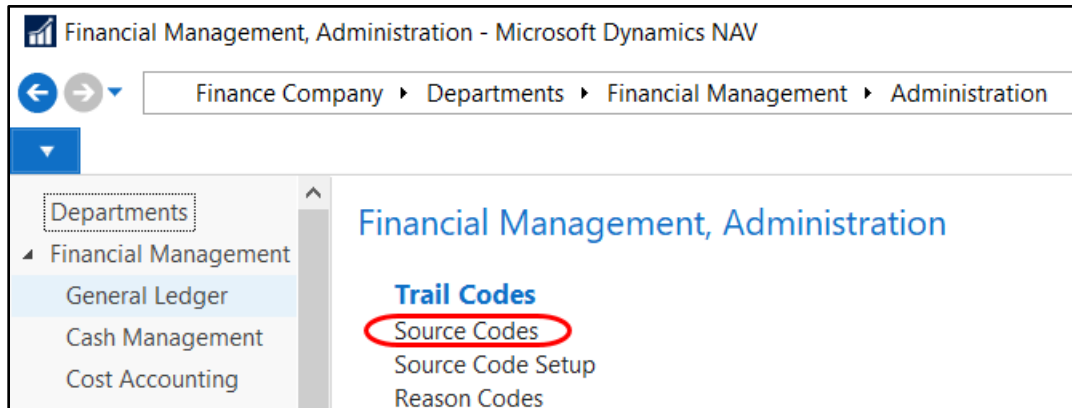 Financial Management, Administration - Microsoft Dynamics NAV
Finance Company Departments Financial Management Administration
Departments
Financial Management
General Ledger
Cash Management
Cost Accounting
Financial Management, Administration
Trail Codes
Source Codes
Source Code Setup
Reason Codes